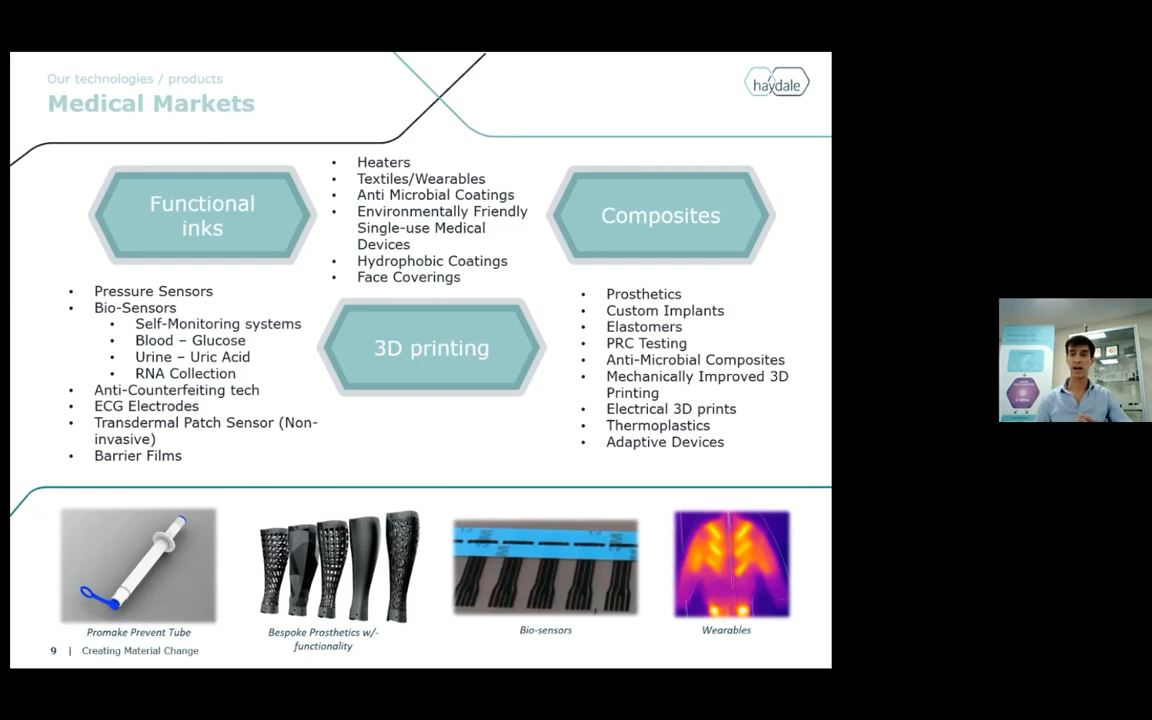 Our technologies / products
Medical Markets
haydale
Functional
inks
• Heaters
• Textiles/Wearables
• Anti Microbial Coatings
• Environmentally Friendly
Single-use Medical
Devices
• Hydrophobic Coatings
• Face Coverings
Composites
• Pressure Sensors
• Bio-Sensors
• Self-Monitoring systems
• Blood – Glucose
• Urine – Uric Acid
• RNA Collection
• Anti-Counterfeiting tech
• ECG Electrodes
• Transdermal Patch Sensor (Non-
invasive)
• Barrier Films
3D printing
• Prosthetics
• Custom Implants
• Elastomers
• PRC Testing
• Anti-Microbial Composites
• Mechanically Improved 3D
Printing
• Electrical 3D prints
• Thermoplastics
• Adaptive Devices
Promake Prevent Tube
Bespoke Prosthetics w/-
functionality
Bio-sensors
Wearables
9 | Creating Material Change